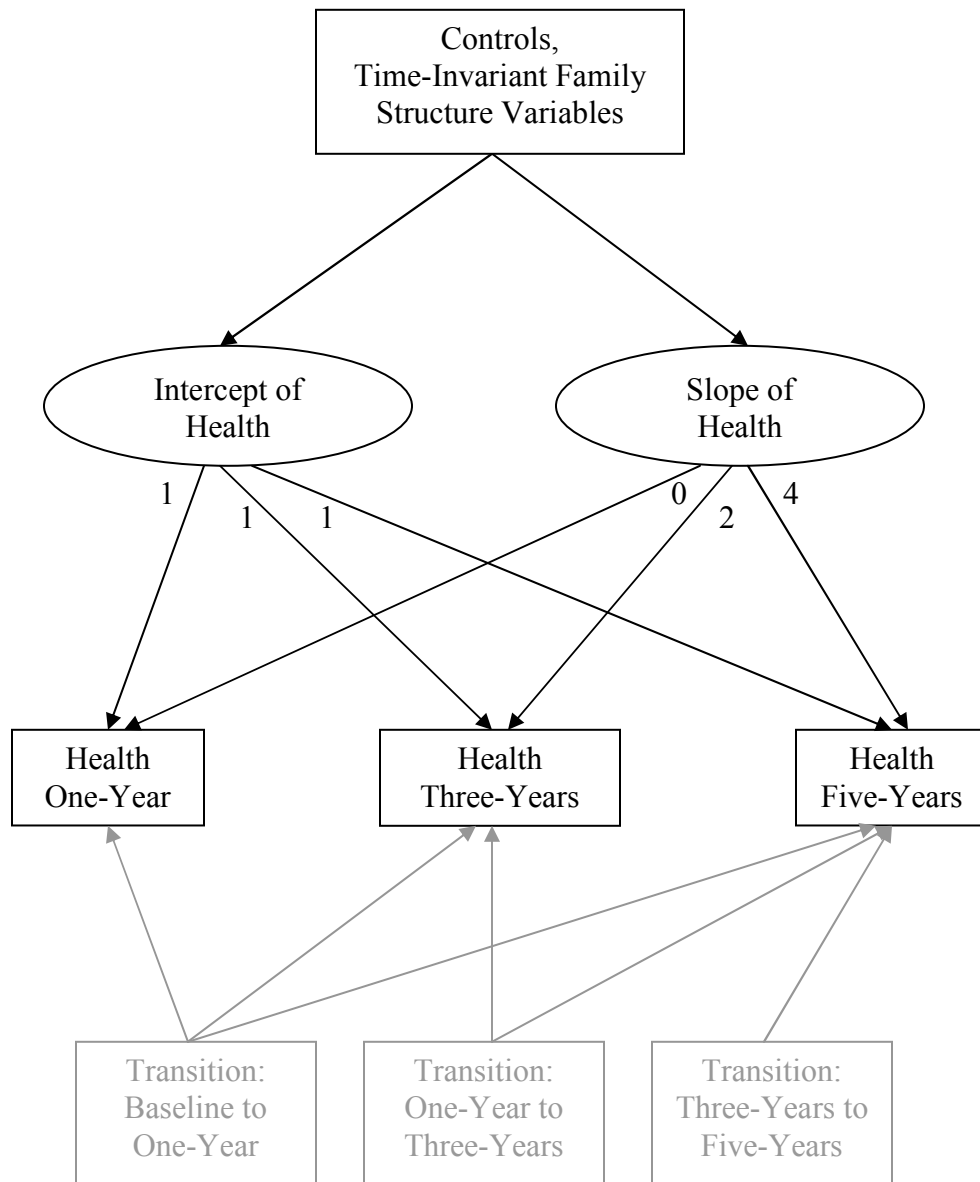 Controls,
Time-Invariant Family
Structure Variables
Intercept of
Health
Slope of
Health
1
1
1
0
2
4
Health
One-Year
Health
Three-Years
Health
Five-Years
Transition:
Baseline to
One-Year
Transition:
One-Year to
Three-Years
Transition:
Three-Years to
Five-Years